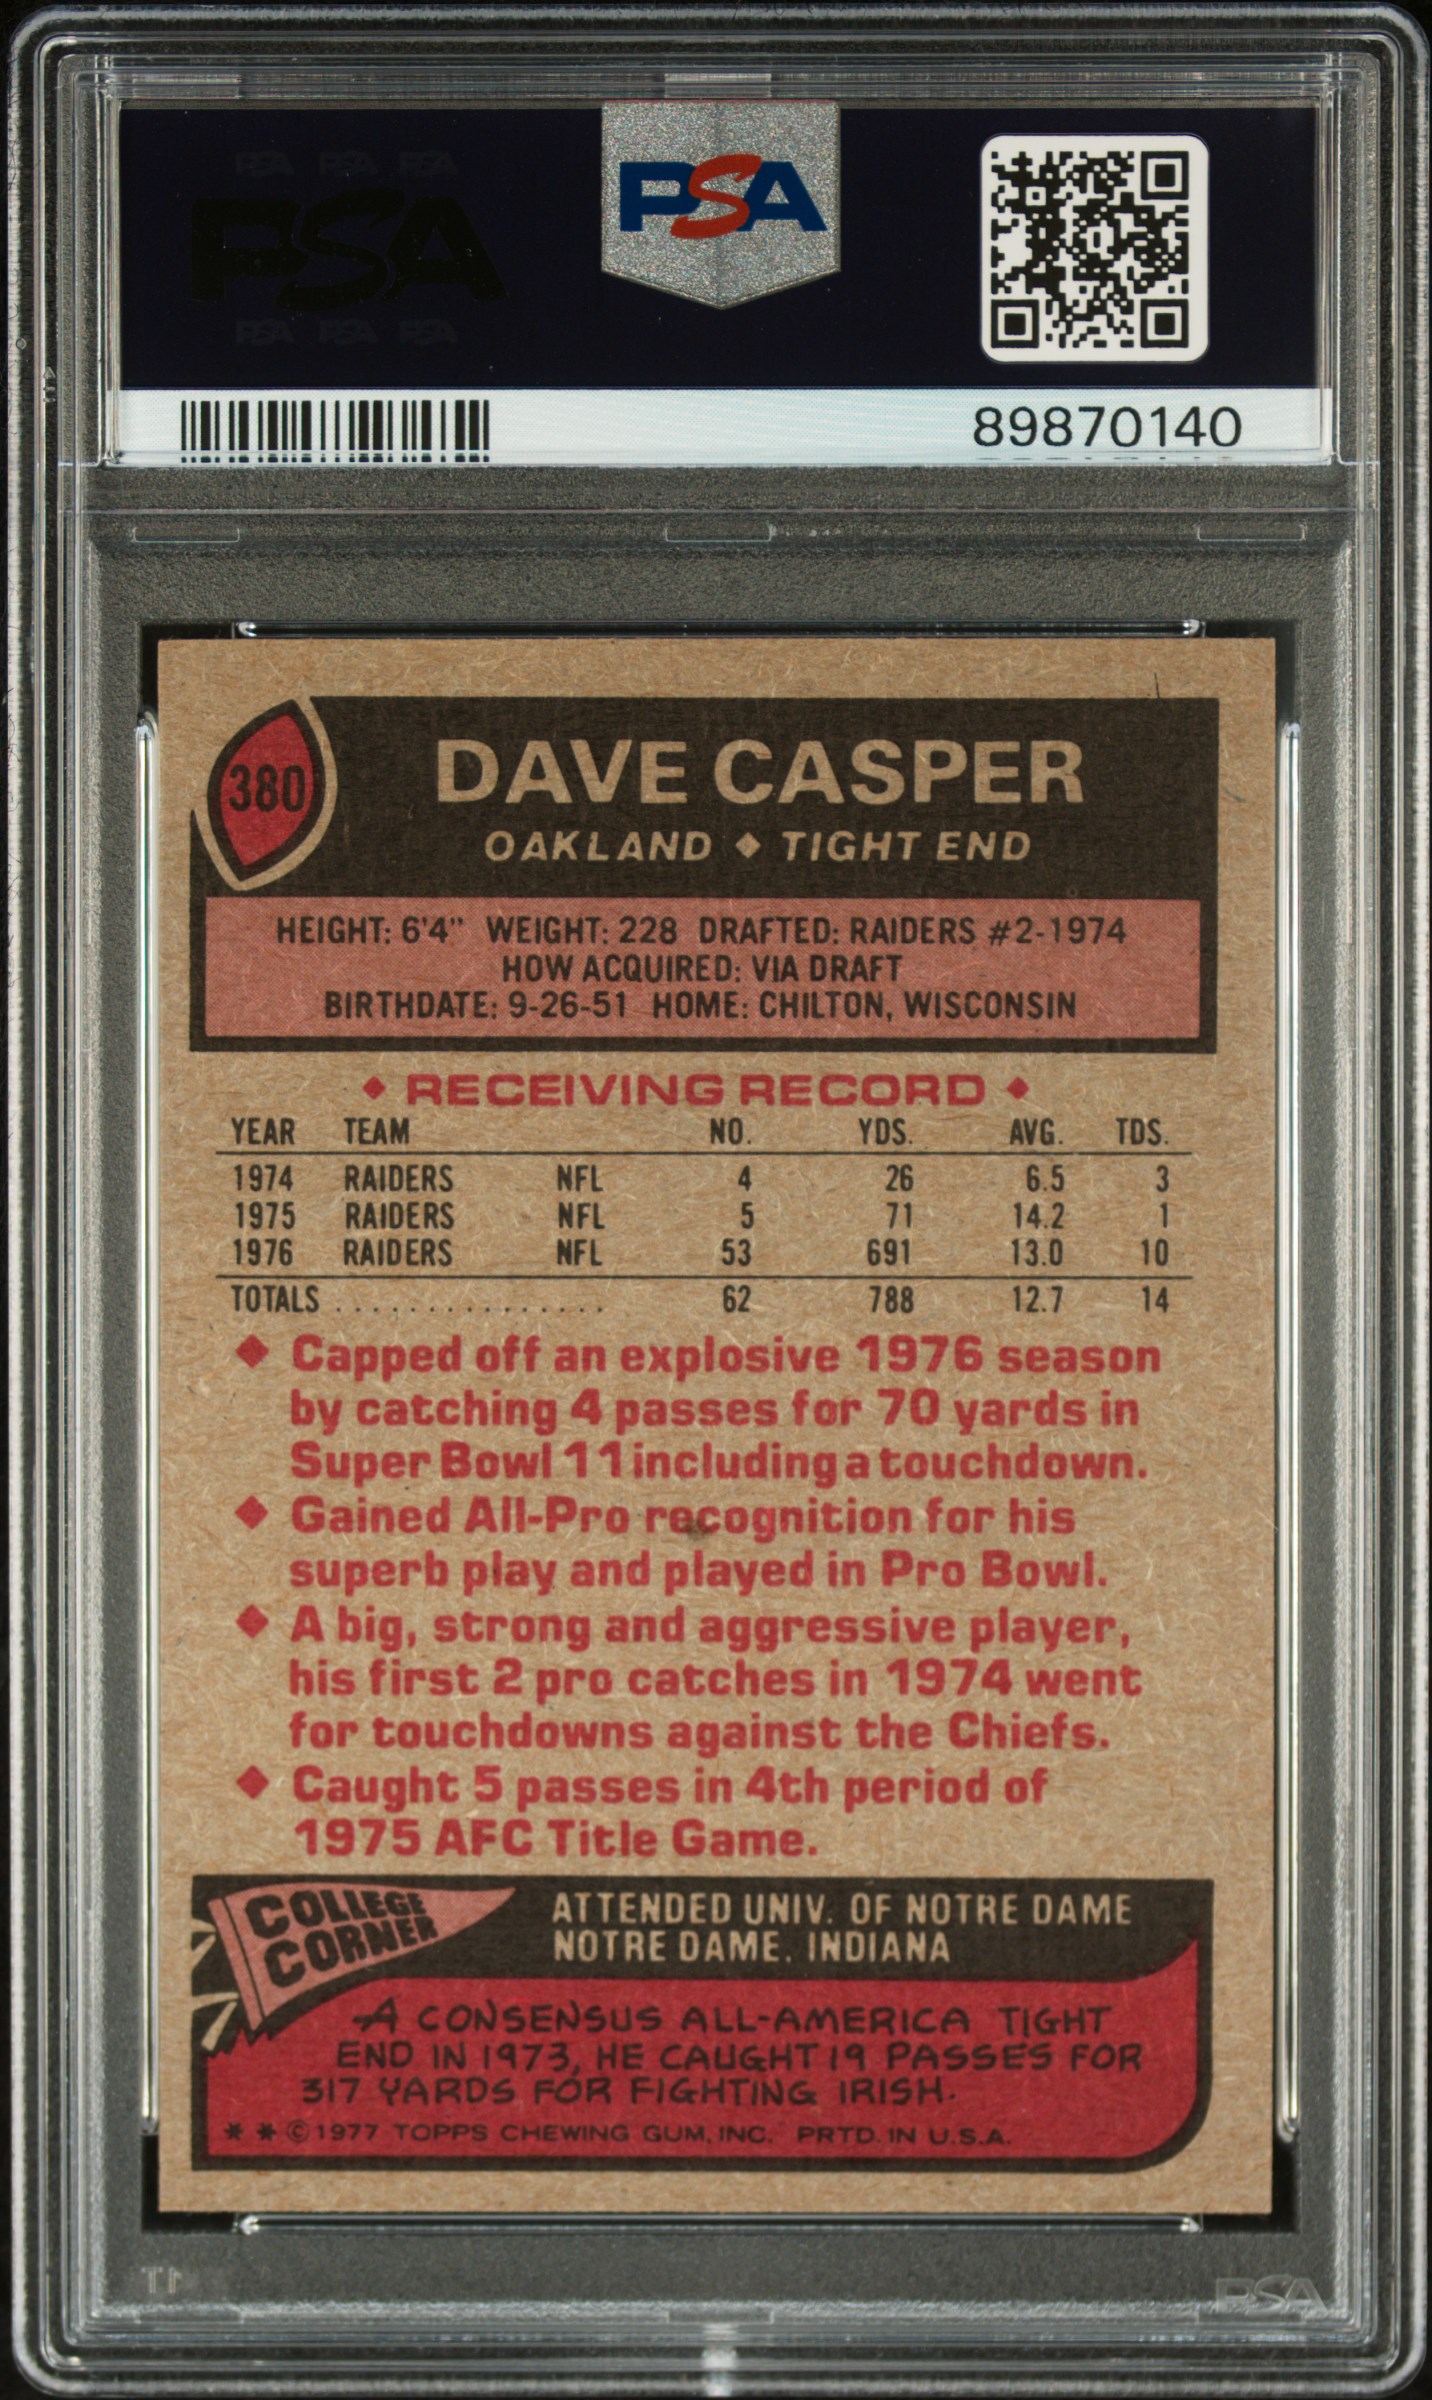 PSA PSA PSA
PSA
PSA PSA PSA
PSA
89870140
380
DAVE CASPER
OAKLAND ◆ TIGHT END
HEIGHT: 6'4" WEIGHT: 228 DRAFTED: RAIDERS #2-1974
HOW ACQUIRED: VIA DRAFT
BIRTHDATE: 9-26-51 HOME: CHILTON, WISCONSIN
◆ RECEIVING RECORD ◆
YEAR TEAM NO. YDS. AVG. TDS.
1974 RAIDERS NFL 4 26 6.5 3
1975 RAIDERS NFL 5 71 14.2 1
1976 RAIDERS NFL 53 691 13.0 10
TOTALS ............... 62 788 12.7 14
◆ Capped off an explosive 1976 season
by catching 4 passes for 70 yards in
Super Bowl 11 including a touchdown.
◆ Gained All-Pro recognition for his
superb play and played in Pro Bowl.
◆ A big, strong and aggressive player,
his first 2 pro catches in 1974 went
for touchdowns against the Chiefs.
◆ Caught 5 passes in 4th period of
1975 AFC Title Game.
COLLEGE
CORNER
ATTENDED UNIV. OF NOTRE DAME
NOTRE DAME, INDIANA
A CONSENSUS ALL-AMERICA TIGHT
END IN 1973, HE CAUGHT 19 PASSES FOR
317 YARDS FOR FIGHTING IRISH.
* * © 1977 TOPPS CHEWING GUM, INC. PRTD. IN U.S.A.
PSA